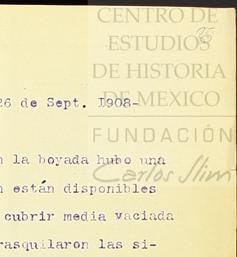 CENTRO DE
ESTUDIOS
DE HISTORIA
DE MEXICO
FUNDACIÓN
Carlos Slim
26 de Sept. 1908-
la boyada hubo una
están disponibles
cubrir media vaciada
rasquilaron las si-